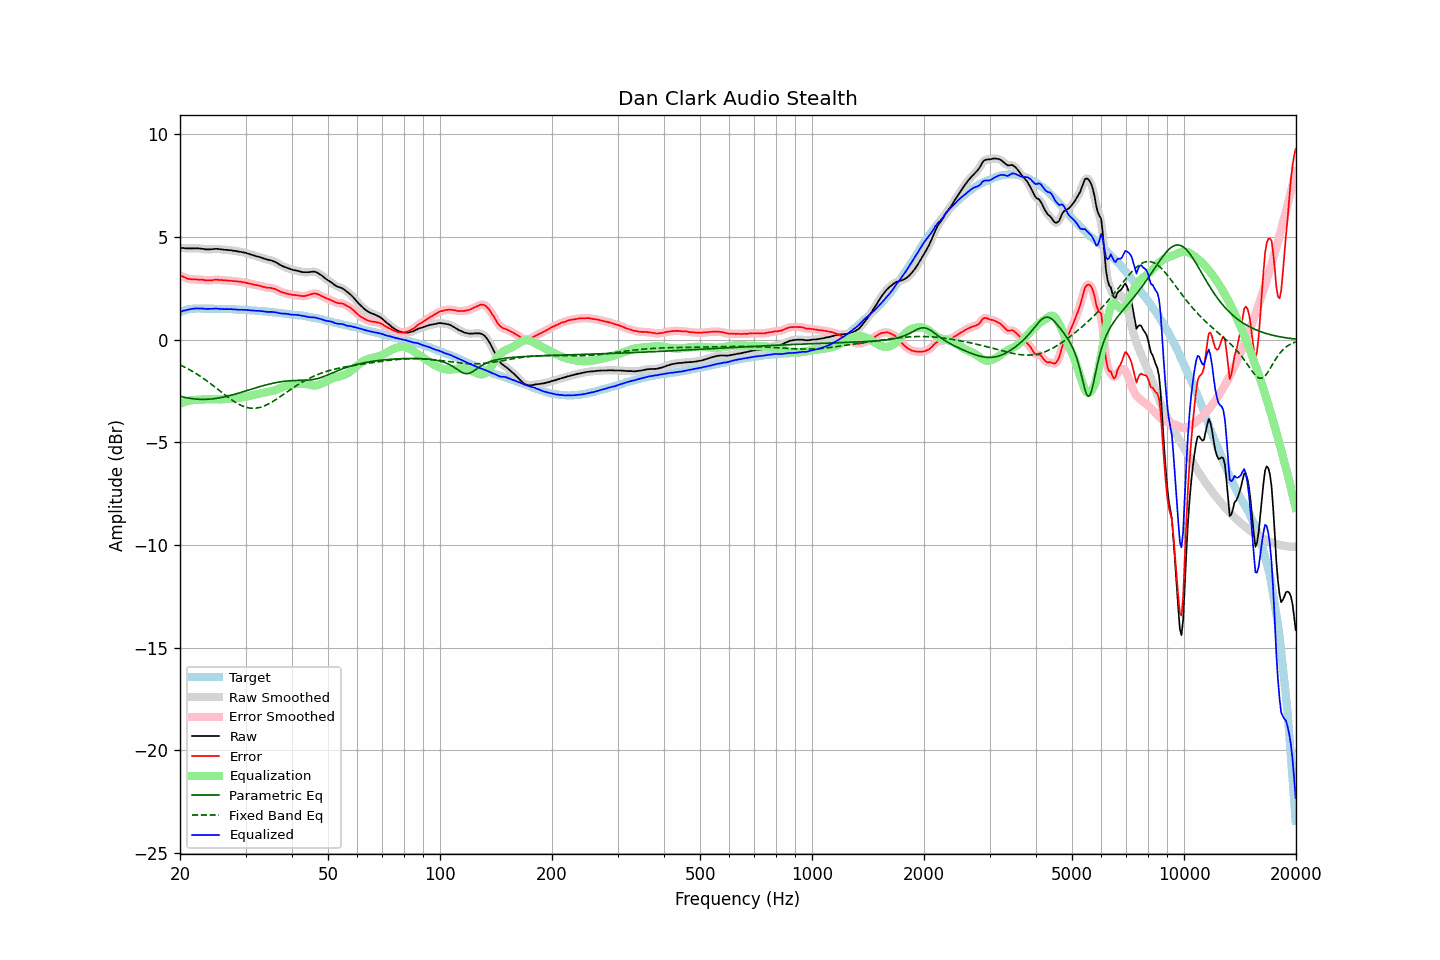 Dan Clark Audio Stealth
10
5
0
−5
−10
−15
−20
−25
Amplitude (dBr)
Target
Raw Smoothed
Error Smoothed
Raw
Error
Equalization
Parametric Eq
Fixed Band Eq
Equalized
20 50 100 200 500 1000 2000 5000 10000 20000
Frequency (Hz)